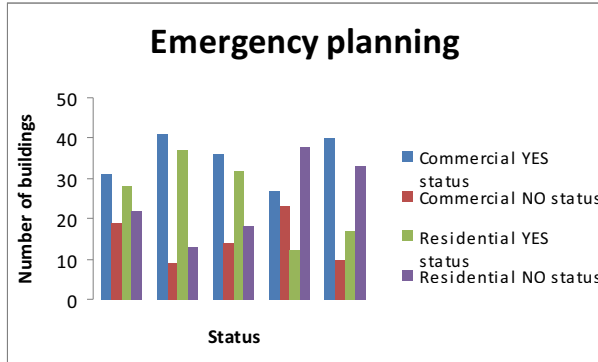 Emergency planning
Number of buildings
50
40
30
20
10
0
Status
Commercial YES
status
Commercial NO status
Residential YES
status
Residential NO status